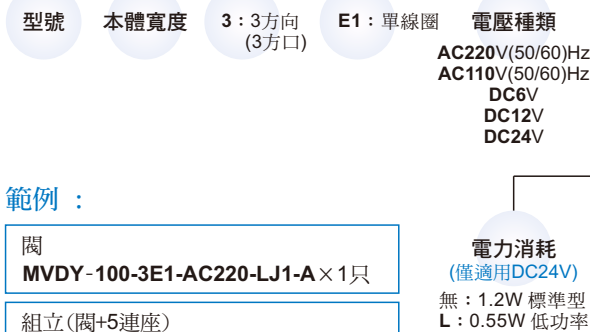 型號
本體寬度
3：3方向
(3方口)
E1：單線圈
電壓種類
AC220V(50/60)Hz
AC110V(50/60)Hz
DC6V
DC12V
DC24V
範例 ：
閥
MVDY-100-3E1-AC220-LJ1-A×1只
組立(閥+5連座)
電力消耗
(僅適用DC24V)
無：1.2W 標準型
L：0.55W 低功率